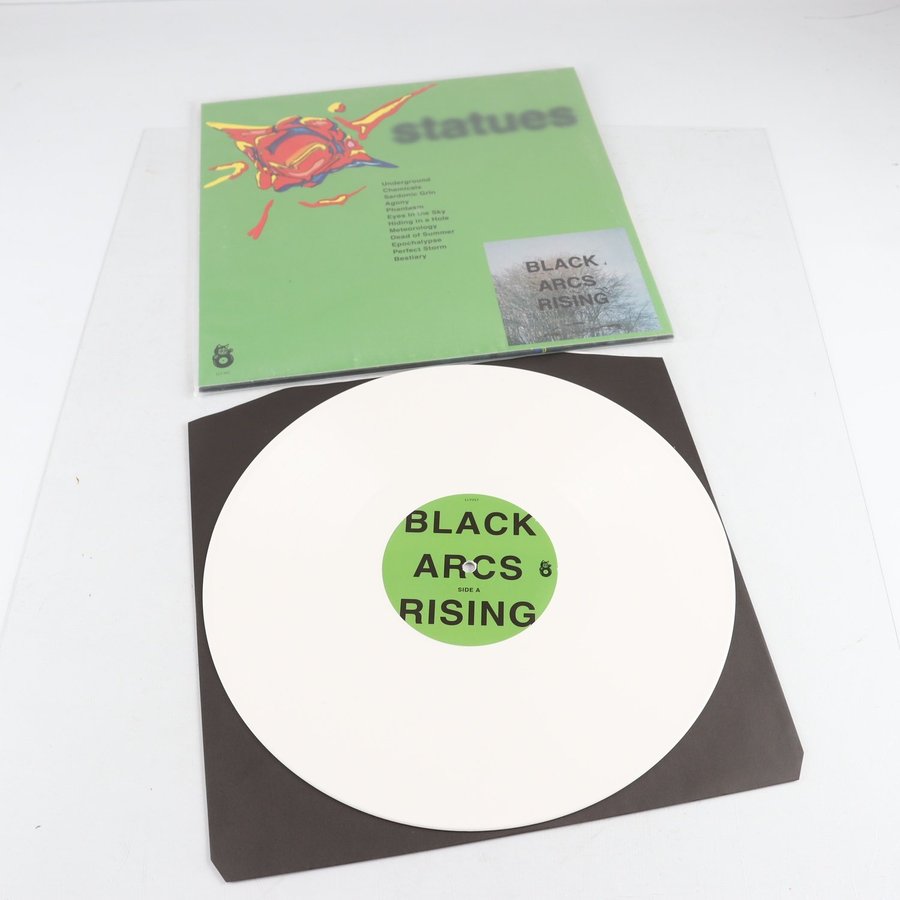 statues
Underground
Chemicals
Sardonic Grin
Agony
Phantasm
Eyes in the Sky
Hiding in a Hole
Meteorology
Dead of Summer
Epochalypse
Perfect Storm
Bestiary
BLACK
ARCS
RISING
BLACK
ARCS
SIDE A
RISING